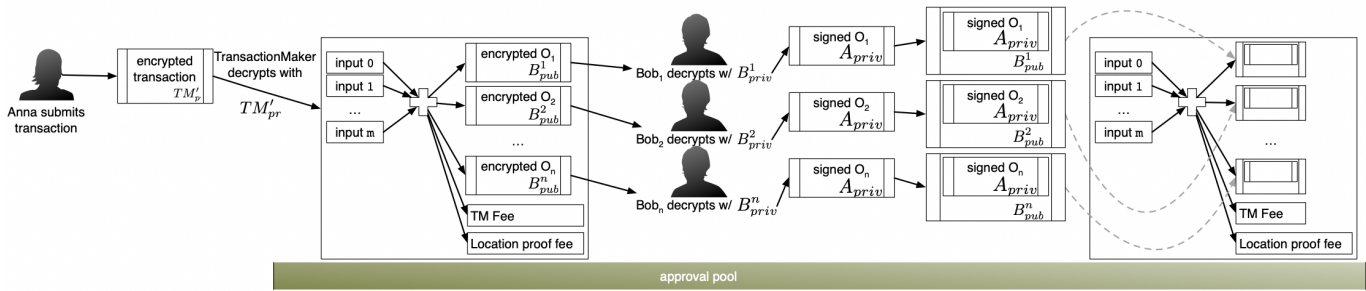 Anna submits
transaction
encrypted
transaction
TM'ₚ
TransactionMaker
decrypts with
TM'ₚᵣ
input 0
input 1
...
input m
encrypted O₁
B¹ₚᵤb
encrypted O₂
B²ₚᵤb
...
encrypted Oₙ
Bⁿₚᵤb
TM Fee
Location proof fee
Bob₁ decrypts w/ B¹ₚᵣᵢᵥ
Bob₂ decrypts w/ B²ₚᵣᵢᵥ
Bobₙ decrypts w/ Bⁿₚᵣᵢᵥ
signed O₁
Aₚᵣᵢᵥ
signed O₂
Aₚᵣᵢᵥ
signed Oₙ
Aₚᵣᵢᵥ
signed O₁
Aₚᵣᵢᵥ
B¹ₚᵤb
signed O₂
Aₚᵣᵢᵥ
B²ₚᵤb
signed Oₙ
Aₚᵣᵢᵥ
Bⁿₚᵤb
input 0
input 1
...
input m
...
TM Fee
Location proof fee
approval pool